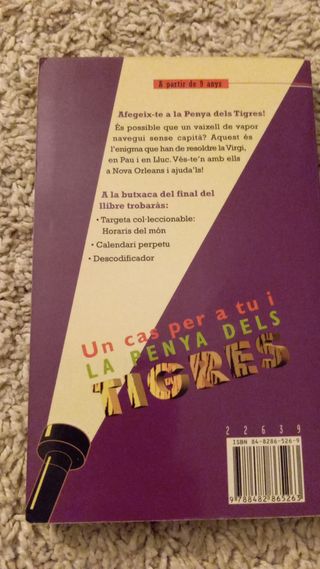 A partir de 9 anys
Afegeix-te a la Penya dels Tigres!
És possible que un vaixell de vapor
navegui sense capità? Aquest és
l'enigma que han de resoldre la Virgi,
en Pau i en Lluc. Vés-te'n amb ells
a Nova Orleans i ajuda'ls!
A la butxaca del final del
llibre trobaràs:
• Targeta col·leccionable:
Horaris del món
• Calendari perpetu
• Descodificador
Un cas per a tu i
LA PENYA DELS
TIGRES
22639
ISBN 84-8286-526-9
9 788482 865263